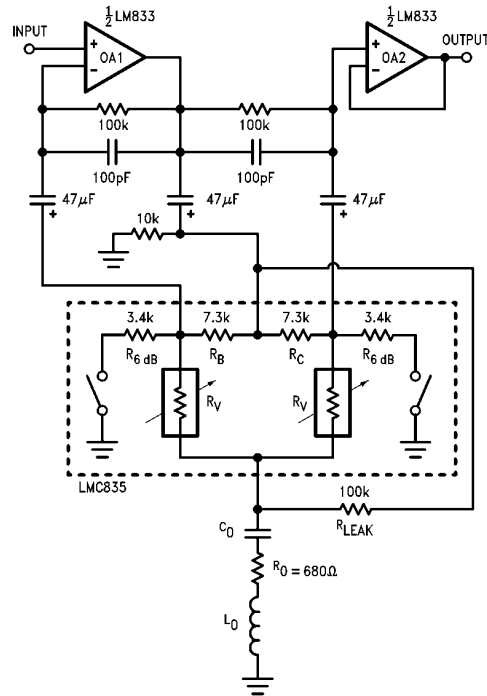 ½ LM833
½ LM833
INPUT
OUTPUT
+
−
OA1
+
−
OA2
100k
100k
100pF
100pF
47μF
+
47μF
+
47μF
+
10k
3.4k
7.3k
7.3k
3.4k
R6 dB
RB
RC
R6 dB
RV
RV
LMC835
100k
RLEAK
C0
R0 = 680Ω
L0